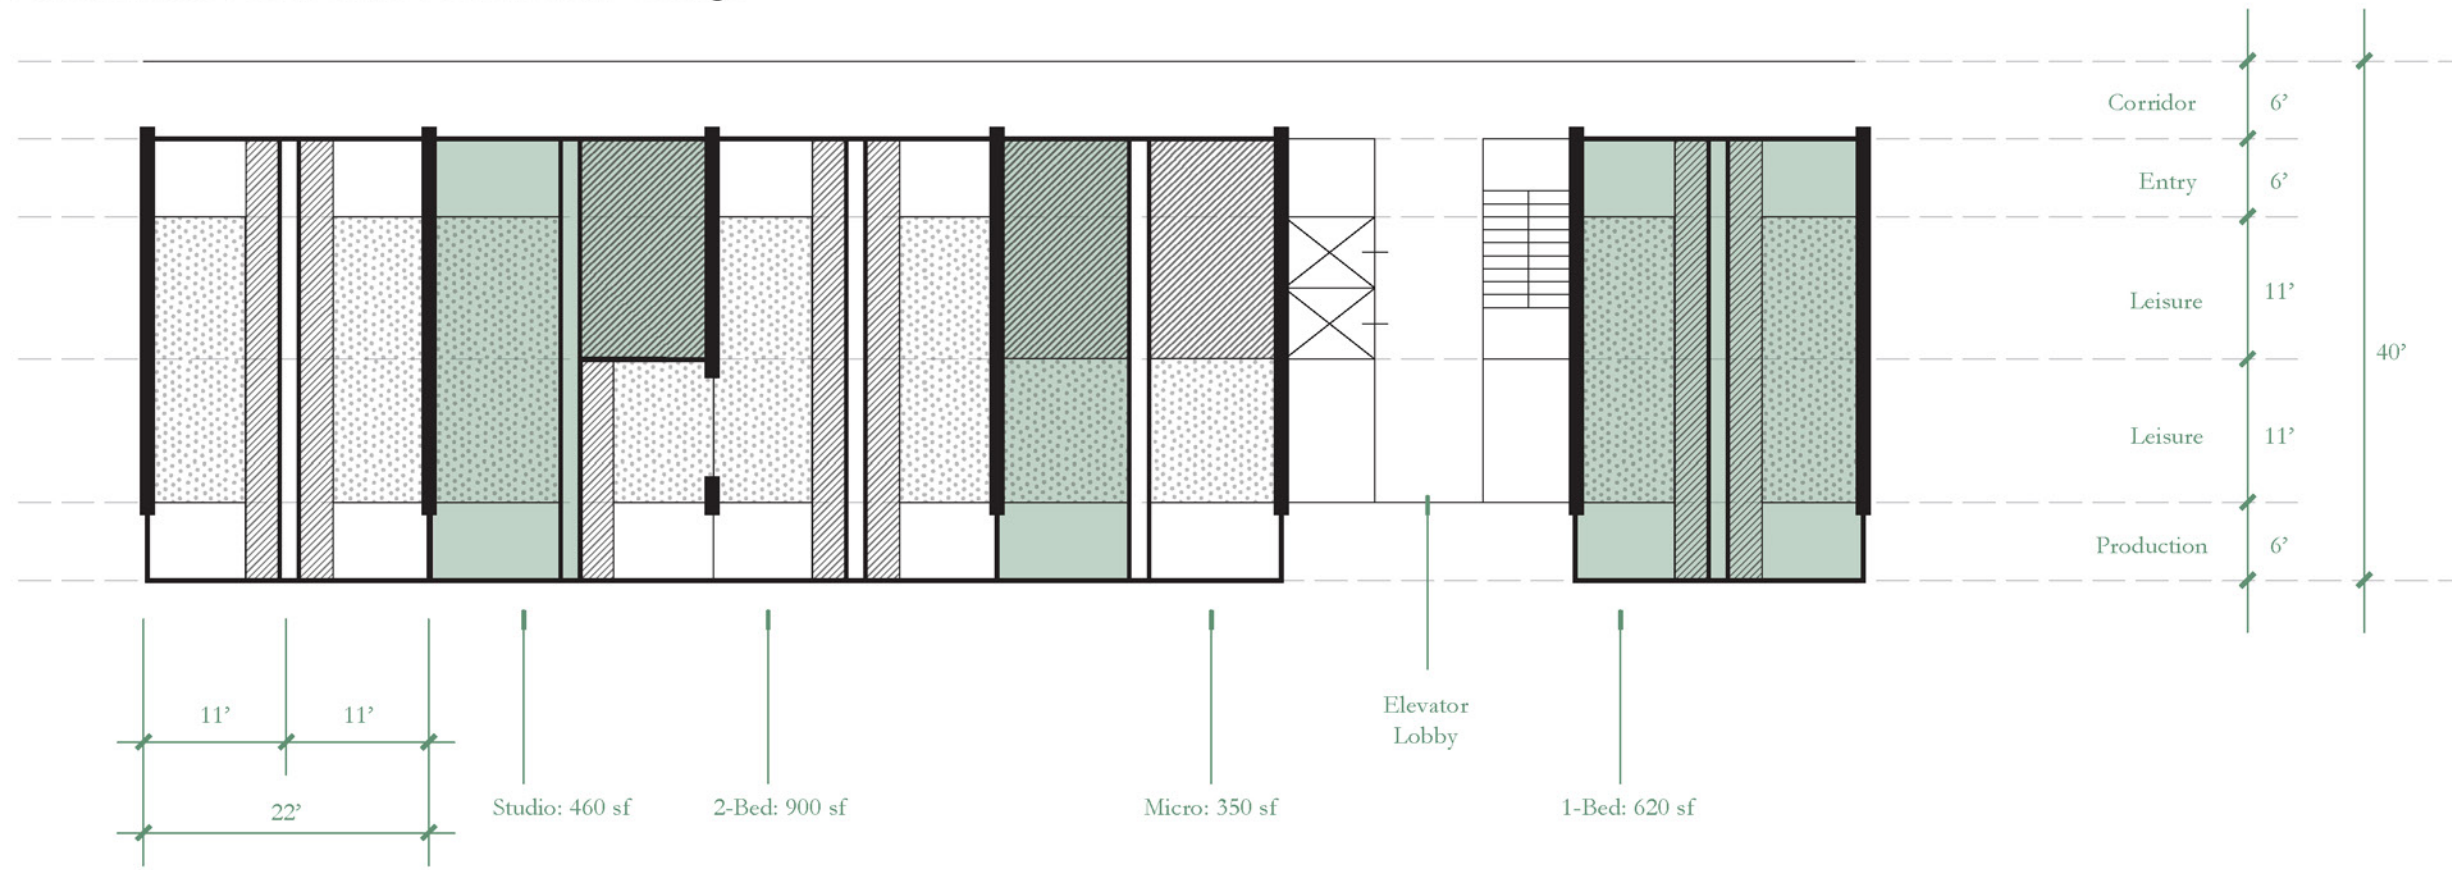 Corridor
6’
Entry
6’
Leisure
11’
Leisure
11’
40’
Production
6’
11’
11’
22’
Elevator
Lobby
Studio: 460 sf
2-Bed: 900 sf
Micro: 350 sf
1-Bed: 620 sf